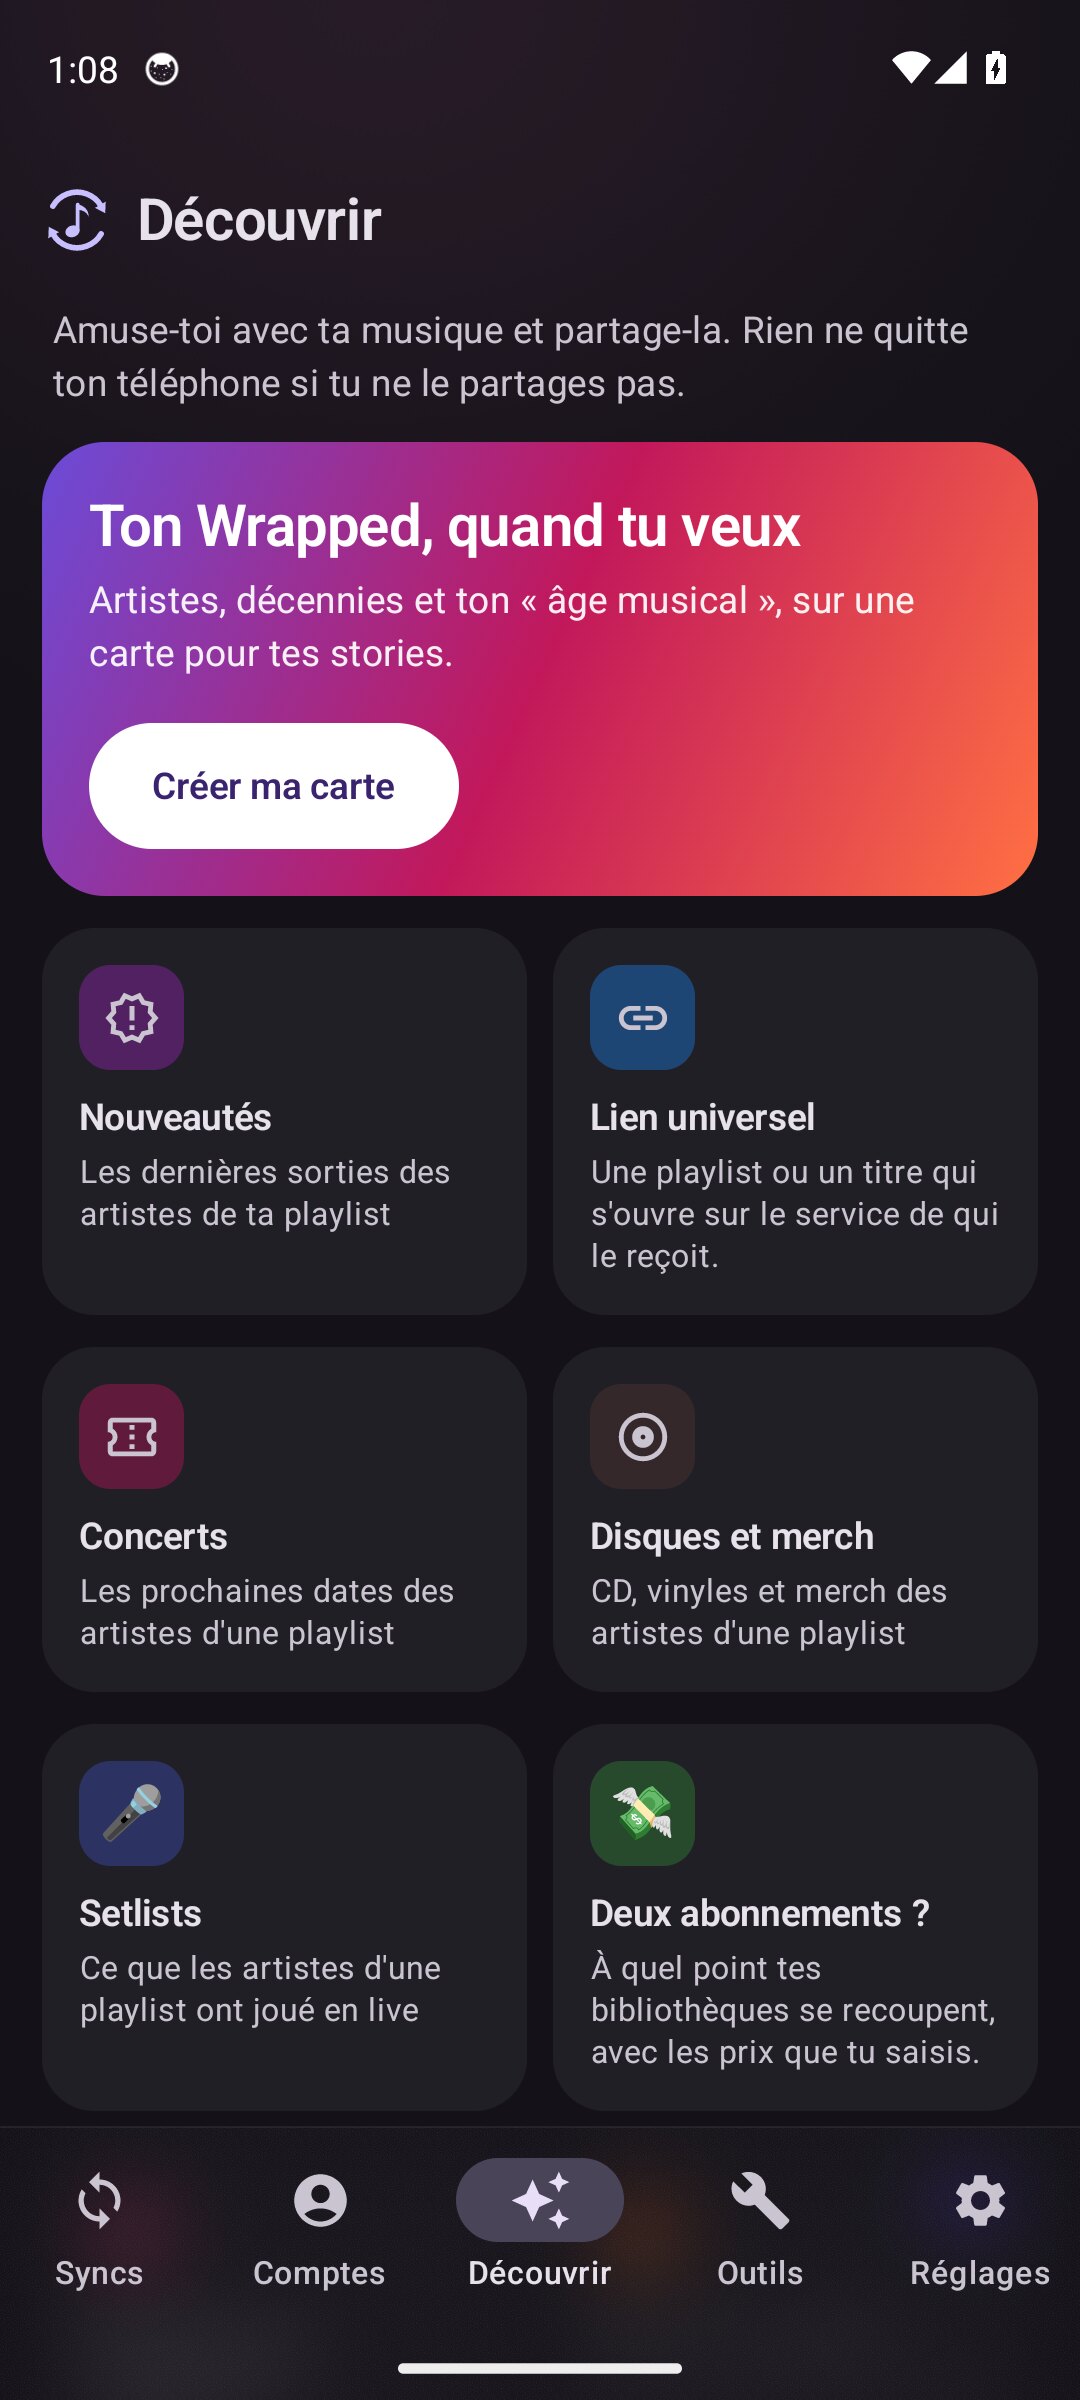 1:08
Découvrir
Amuse-toi avec ta musique et partage-la. Rien ne quitte
ton téléphone si tu ne le partages pas.
Ton Wrapped, quand tu veux
Artistes, décennies et ton « âge musical », sur une
carte pour tes stories.
Créer ma carte
Nouveautés
Les dernières sorties des
artistes de ta playlist
Lien universel
Une playlist ou un titre qui
s'ouvre sur le service de qui
le reçoit.
Concerts
Les prochaines dates des
artistes d'une playlist
Disques et merch
CD, vinyles et merch des
artistes d'une playlist
Setlists
Ce que les artistes d'une
playlist ont joué en live
Deux abonnements ?
À quel point tes
bibliothèques se recoupent,
avec les prix que tu saisis.
Syncs
Comptes
Découvrir
Outils
Réglages